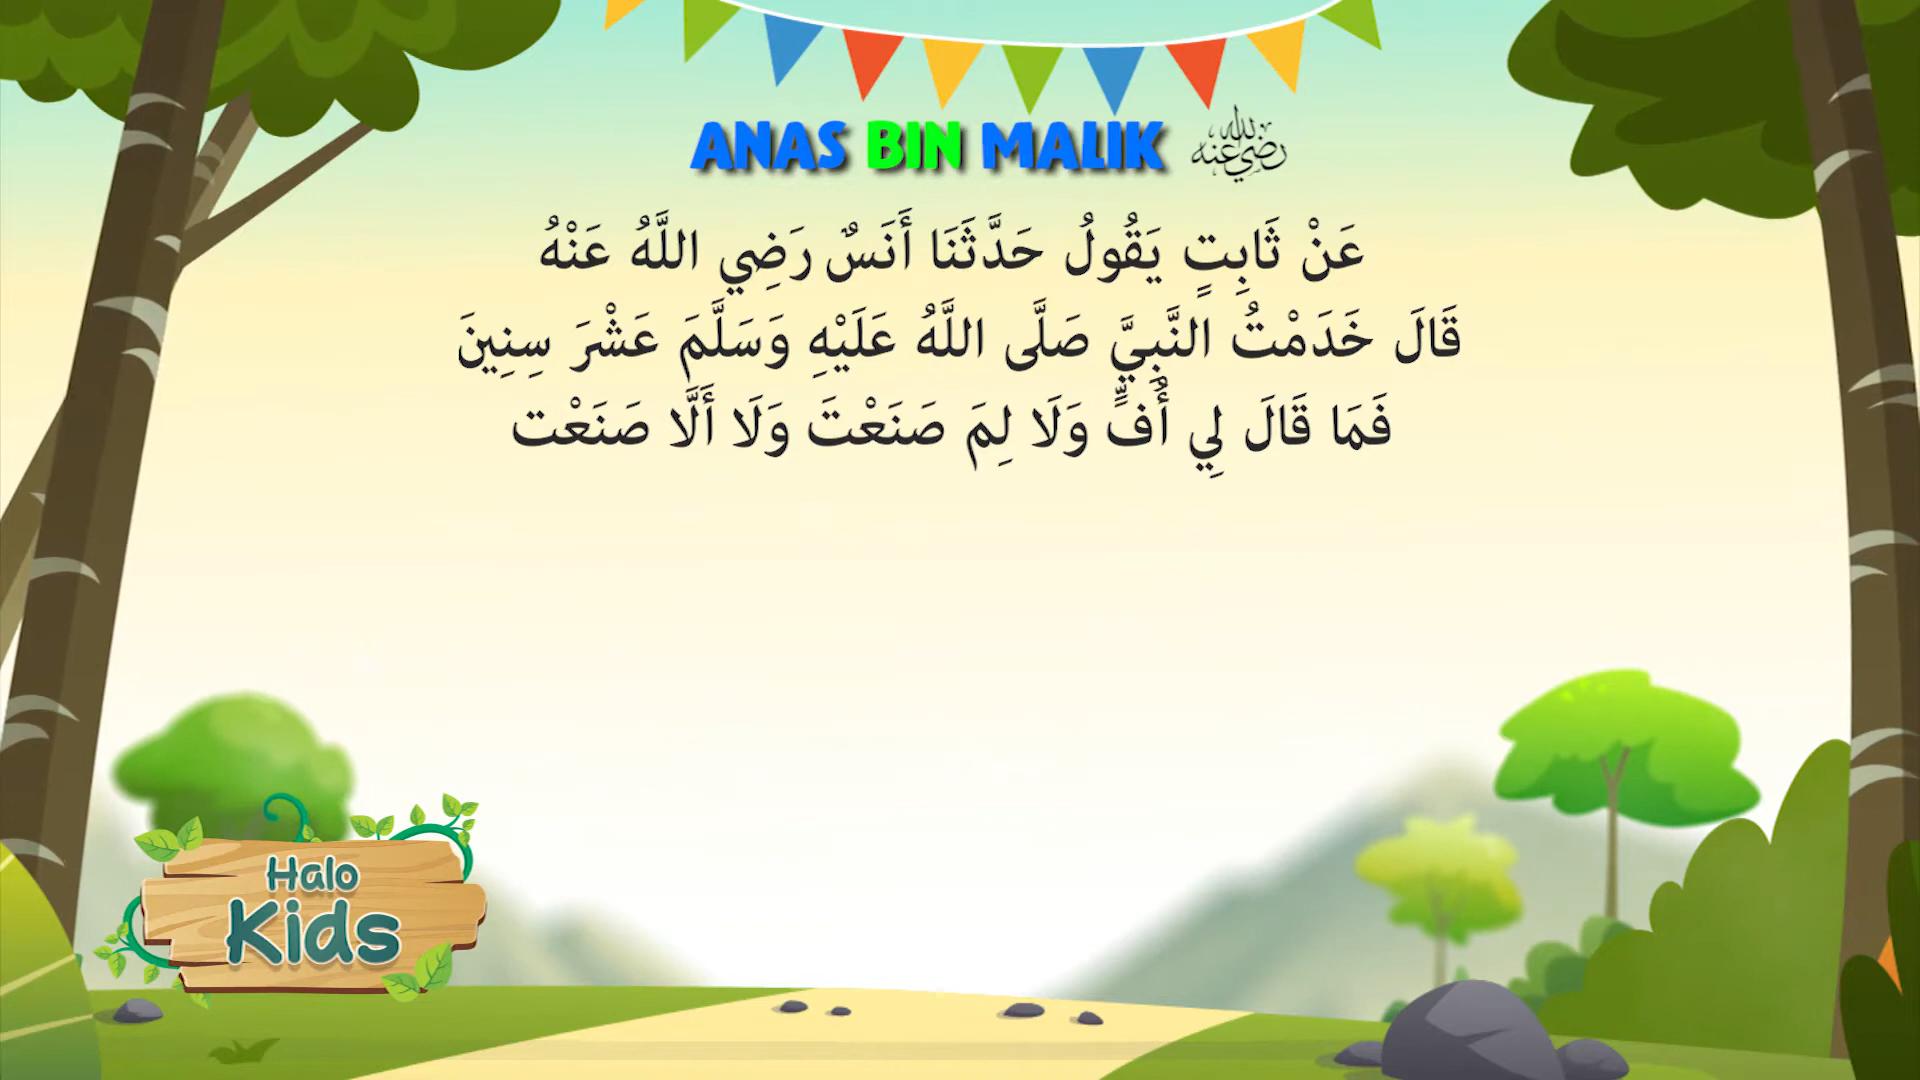 ANAS BIN MALIK رضي الله عنه
عَنْ ثَابِتٍ يَقُولُ حَدَّثَنَا أَنَسٌ رَضِي اللَّهُ عَنْهُ
قَالَ خَدَمْتُ النَّبِيَّ صَلَّى اللَّهُ عَلَيْهِ وَسَلَّمَ عَشْرَ سِنِينَ
فَمَا قَالَ لِي أُفٍّ وَلَا لِمَ صَنَعْتَ وَلَا أَلَّا صَنَعْت
Halo
Kids